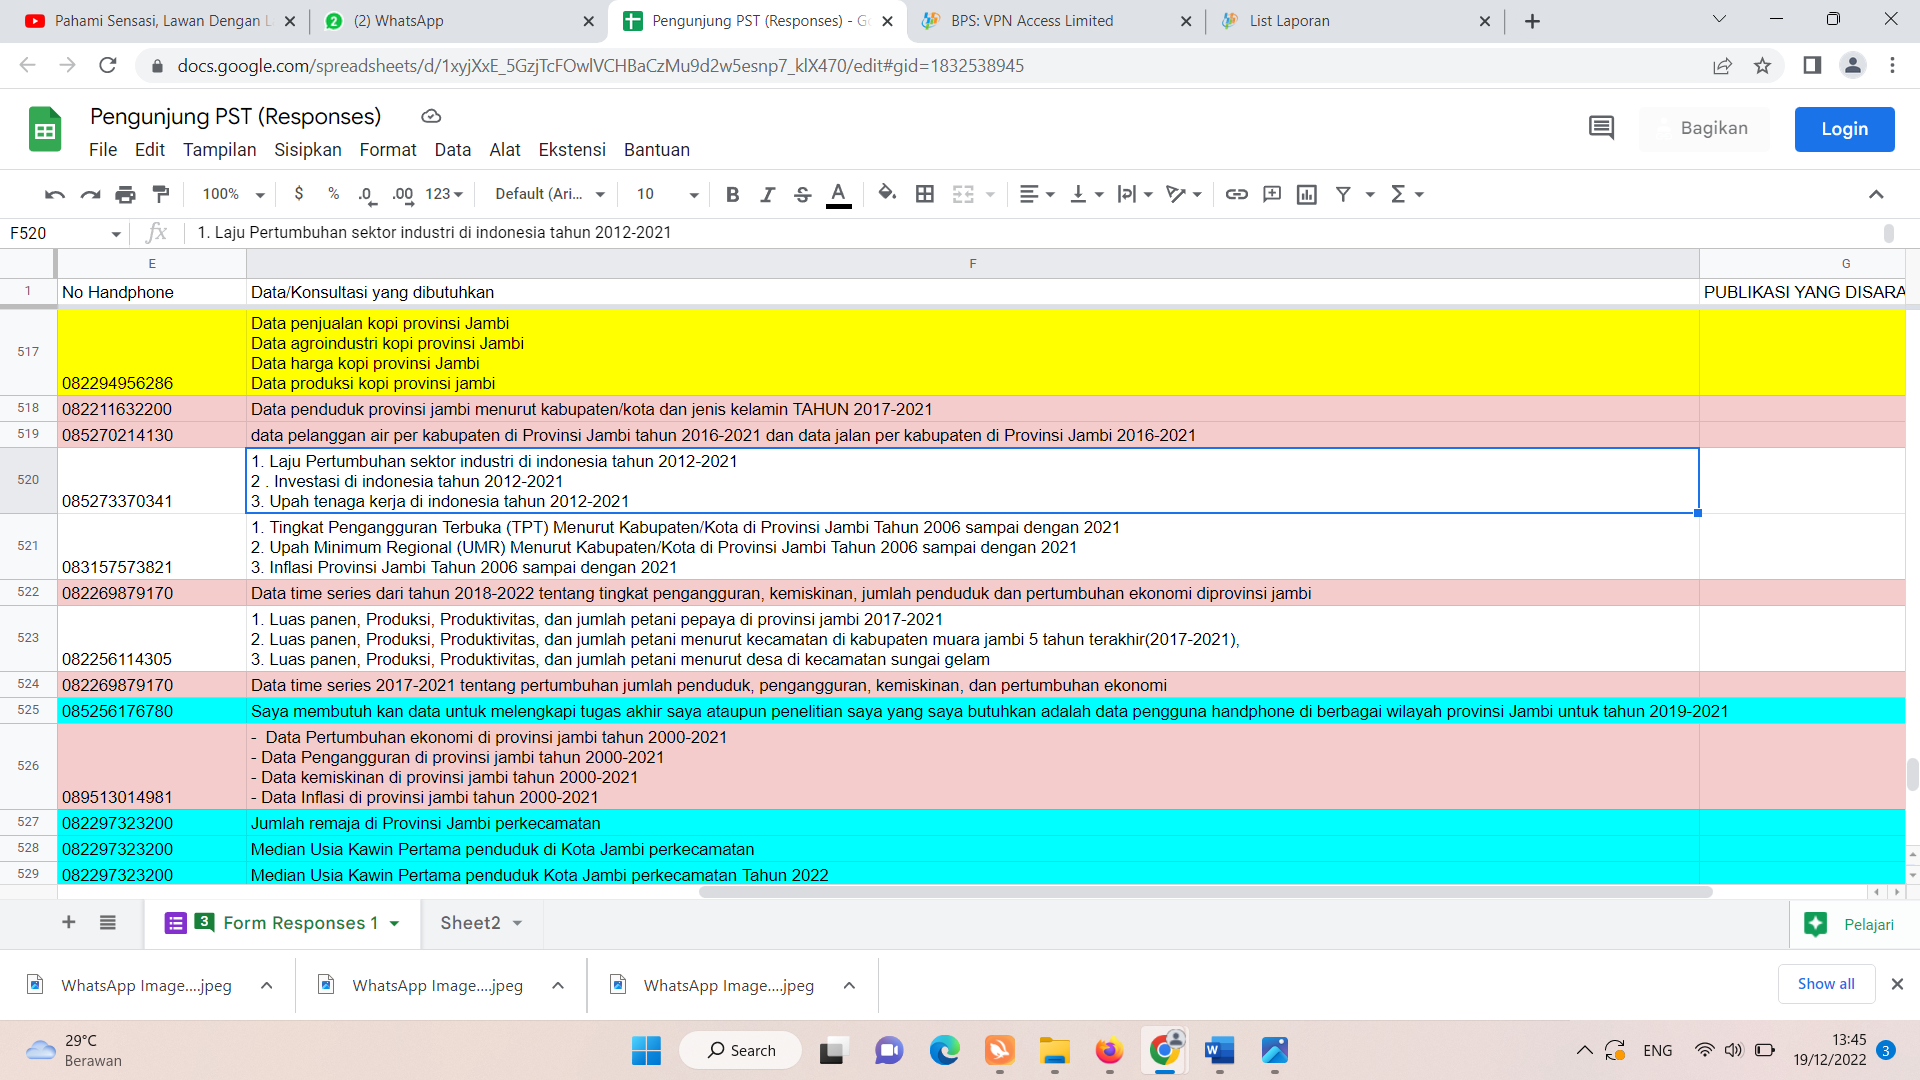 Pahami Sensasi, Lawan Dengan L
(2) WhatsApp
Pengunjung PST (Responses) - Go
BPS: VPN Access Limited
List Laporan
docs.google.com/spreadsheets/d/1xyjXxE_5GzjTcFOwlVCHBaCzMu9d2w5esnp7_klX470/edit#gid=1832538945
Pengunjung PST (Responses)
File Edit Tampilan Sisipkan Format Data Alat Ekstensi Bantuan
Bagikan
Login
100% $ % .0 .00 123 Default (Ari... 10 B I S A
F520 fx 1. Laju Pertumbuhan sektor industri di indonesia tahun 2012-2021
E F G
1 No Handphone Data/Konsultasi yang dibutuhkan PUBLIKASI YANG DISARA
Data penjualan kopi provinsi Jambi
Data agroindustri kopi provinsi Jambi
517
Data harga kopi provinsi Jambi
082294956286 Data produksi kopi provinsi jambi
518 082211632200 Data penduduk provinsi jambi menurut kabupaten/kota dan jenis kelamin TAHUN 2017-2021
519 085270214130 data pelanggan air per kabupaten di Provinsi Jambi tahun 2016-2021 dan data jalan per kabupaten di Provinsi Jambi 2016-2021
1. Laju Pertumbuhan sektor industri di indonesia tahun 2012-2021
520 2 . Investasi di indonesia tahun 2012-2021
085273370341 3. Upah tenaga kerja di indonesia tahun 2012-2021
1. Tingkat Pengangguran Terbuka (TPT) Menurut Kabupaten/Kota di Provinsi Jambi Tahun 2006 sampai dengan 2021
521 2. Upah Minimum Regional (UMR) Menurut Kabupaten/Kota di Provinsi Jambi Tahun 2006 sampai dengan 2021
083157573821 3. Inflasi Provinsi Jambi Tahun 2006 sampai dengan 2021
522 082269879170 Data time series dari tahun 2018-2022 tentang tingkat pengangguran, kemiskinan, jumlah penduduk dan pertumbuhan ekonomi diprovinsi jambi
1. Luas panen, Produksi, Produktivitas, dan jumlah petani pepaya di provinsi jambi 2017-2021
523 2. Luas panen, Produksi, Produktivitas, dan jumlah petani menurut kecamatan di kabupaten muara jambi 5 tahun terakhir(2017-2021),
082256114305 3. Luas panen, Produksi, Produktivitas, dan jumlah petani menurut desa di kecamatan sungai gelam
524 082269879170 Data time series 2017-2021 tentang pertumbuhan jumlah penduduk, pengangguran, kemiskinan, dan pertumbuhan ekonomi
525 085256176780 Saya membutuh kan data untuk melengkapi tugas akhir saya ataupun penelitian saya yang saya butuhkan adalah data pengguna handphone di berbagai wilayah provinsi Jambi untuk tahun 2019-2021
- Data Pertumbuhan ekonomi di provinsi jambi tahun 2000-2021
- Data Pengangguran di provinsi jambi tahun 2000-2021
526
- Data kemiskinan di provinsi jambi tahun 2000-2021
089513014981 - Data Inflasi di provinsi jambi tahun 2000-2021
527 082297323200 Jumlah remaja di Provinsi Jambi perkecamatan
528 082297323200 Median Usia Kawin Pertama penduduk di Kota Jambi perkecamatan
529 082297323200 Median Usia Kawin Pertama penduduk Kota Jambi perkecamatan Tahun 2022
3 Form Responses 1 Sheet2 Pelajari
WhatsApp Image....jpeg WhatsApp Image....jpeg WhatsApp Image....jpeg Show all
29°C
Berawan
Search
ENG
13:45
19/12/2022
3